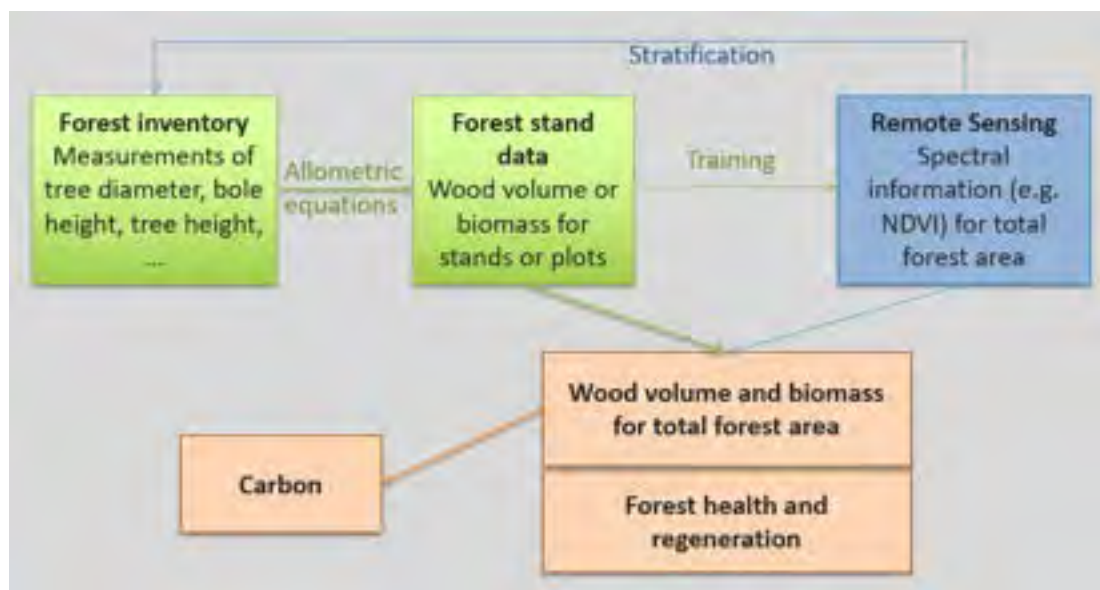 Stratification
Forest inventory
Measurements of
tree diameter, bole
height, tree height,
...
Allometric
equations
Forest stand
data
Wood volume or
biomass for
stands or plots
Training
Remote Sensing
Spectral
information (e.g.
NDVI) for total
forest area
Wood volume and biomass
for total forest area
Carbon
Forest health and
regeneration